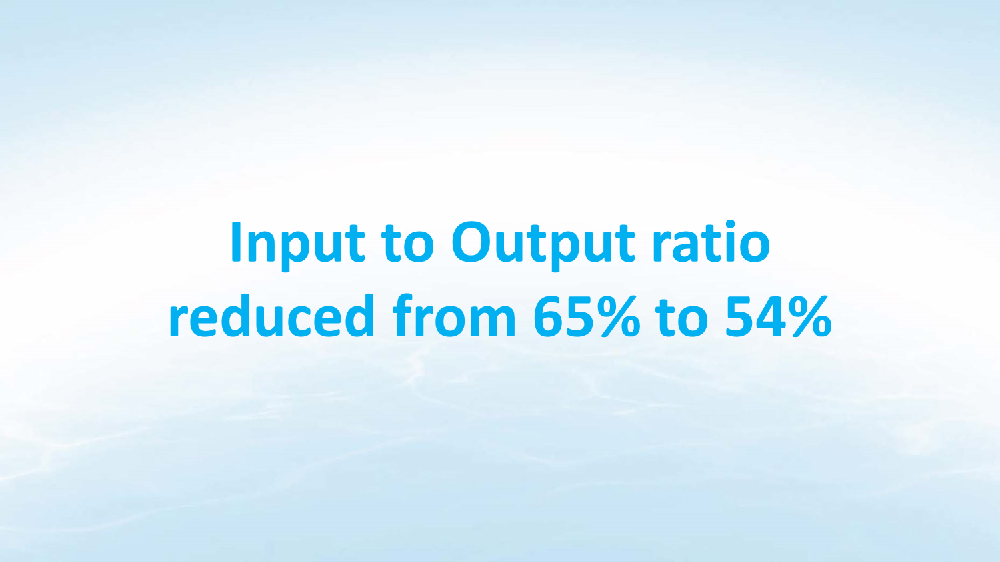 Input to Output ratio
reduced from 65% to 54%